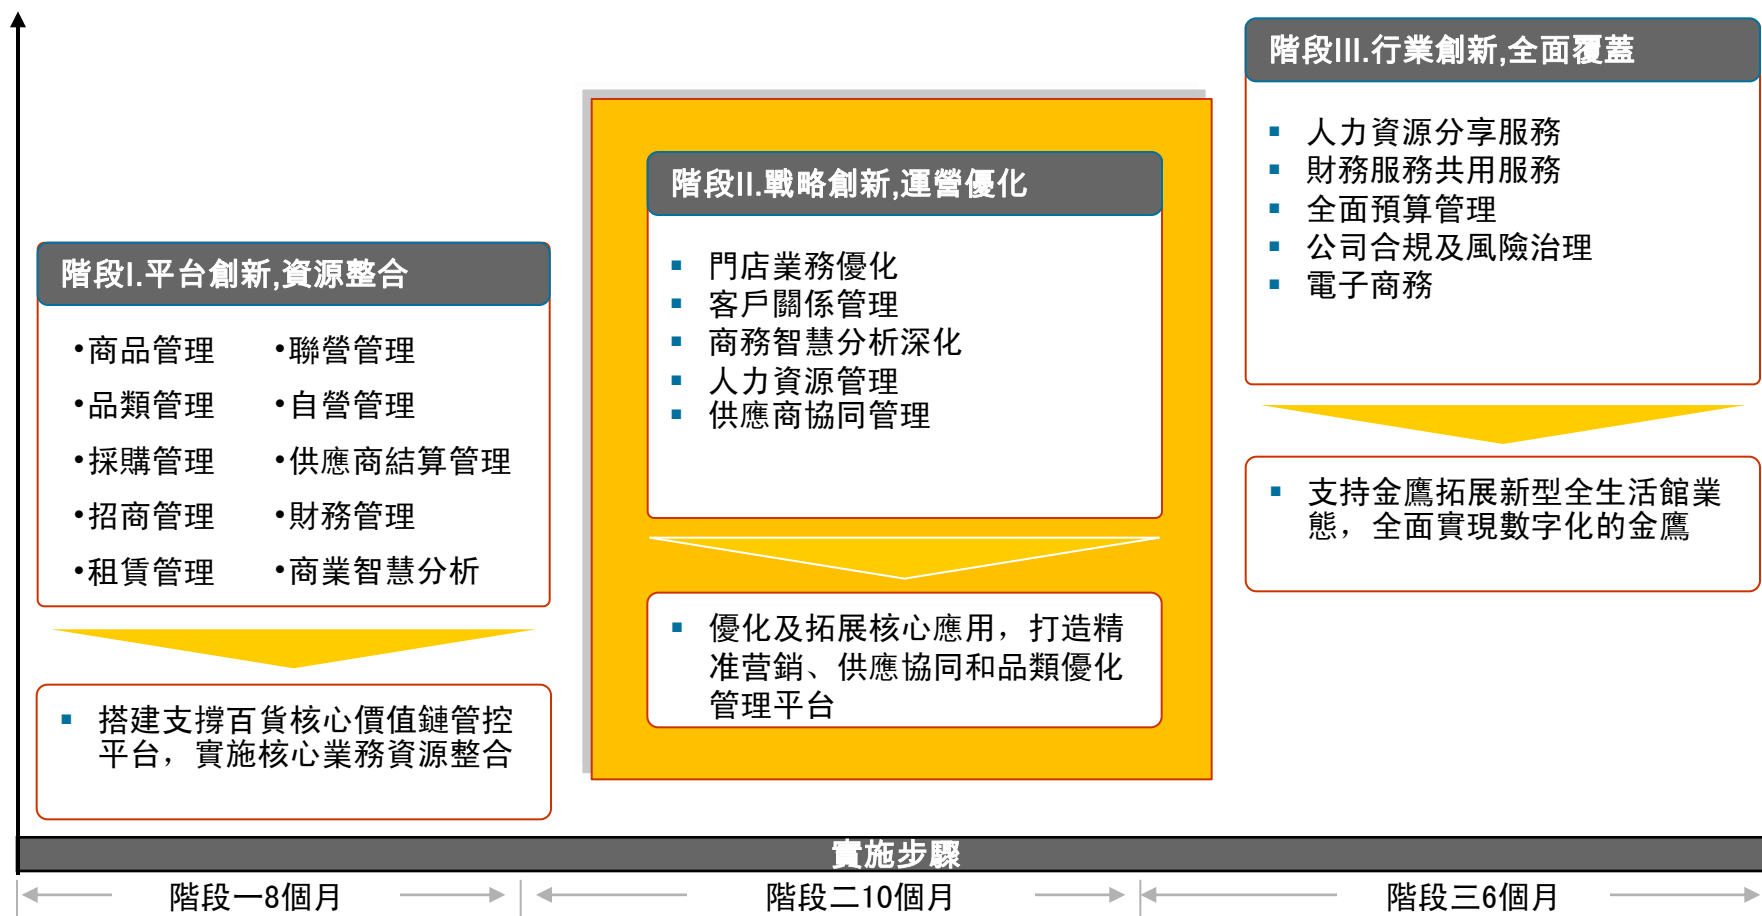 階段I.平台創新,資源整合
•商品管理
•品類管理
•採購管理
•招商管理
•租賃管理
•聯營管理
•自營管理
•供應商結算管理
•財務管理
•商業智慧分析
搭建支撐百貨核心價值鏈管控
平台，實施核心業務資源整合
階段II.戰略創新,運營優化
門店業務優化
客戶關係管理
商務智慧分析深化
人力資源管理
供應商協同管理
優化及拓展核心應用，打造精
准营銷、供應協同和品類優化
管理平台
階段III.行業創新,全面覆蓋
人力資源分享服務
財務服務共用服務
全面預算管理
公司合規及風險治理
電子商務
支持金鷹拓展新型全生活館業
態，全面實現數字化的金鷹
實施步驟
階段一8個月
階段二10個月
階段三6個月